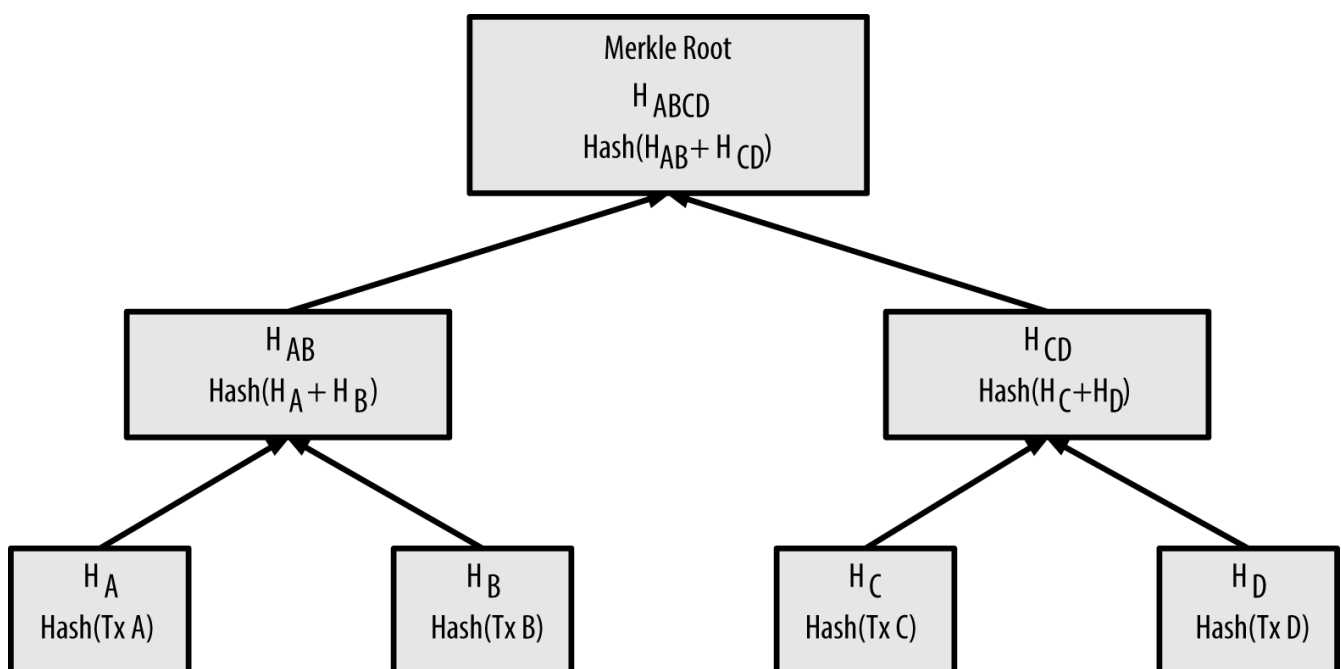 Merkle Root
H ABCD
Hash(H AB + H CD)
H AB
Hash(H A + H B)
H CD
Hash(H C+H D)
H A
Hash(Tx A)
H B
Hash(Tx B)
H C
Hash(Tx C)
H D
Hash(Tx D)